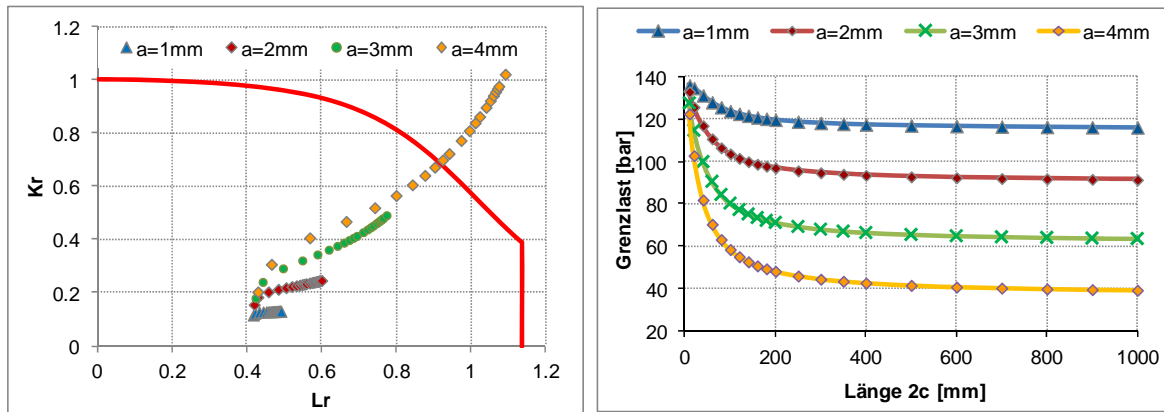 1.2
a=1mm a=2mm a=3mm a=4mm
1
0.8
0.6
0.4
0.2
0
Kr
0 0.2 0.4 0.6 0.8 1 1.2
Lr
a=1mm a=2mm a=3mm a=4mm
140
120
100
80
60
40
20
Grenzlast [bar]
0 200 400 600 800 1000
Länge 2c [mm]